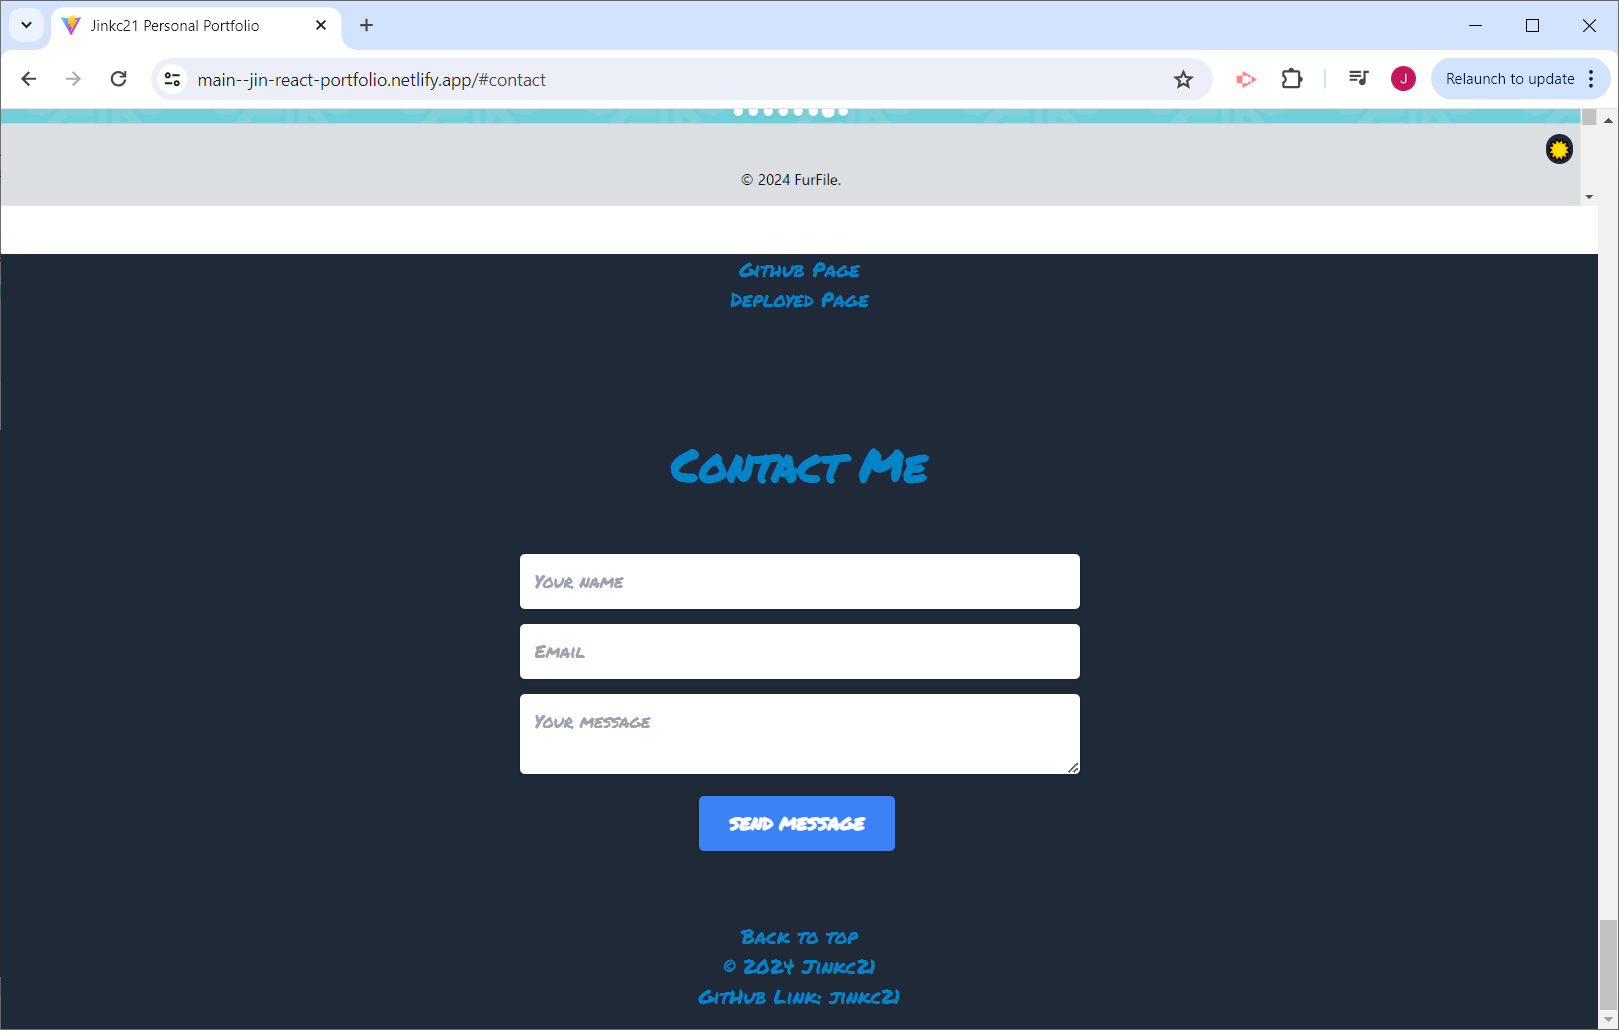 Jinkc21 Personal Portfolio
main--jin-react-portfolio.netlify.app/#contact
J
Relaunch to update
© 2024 FurFile.
Github Page
Deployed Page
Contact Me
Your name
Email
Your message
SEND MESSAGE
Back to top
© 2024 Jinkc21
GitHub Link: jinkc21